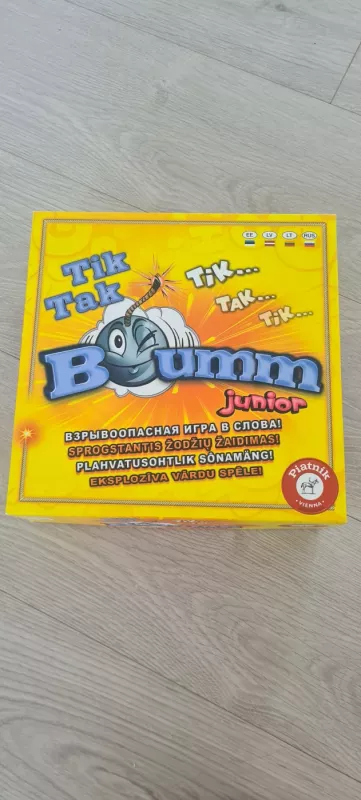 EE LV LT RUS
Tik
Tak
TiK...
TAK...
TiK...
Boumm
junior
ВЗРЫВООПАСНАЯ ИГРА В СЛОВА!
SPROGSTANTIS ŽODŽIŲ ŽAIDIMAS!
PLAHVATUSOHTLIK SÕNAMÄNG!
EKSPLOZĪVA VĀRDU SPĒLE!
Piatnik
VIENNA